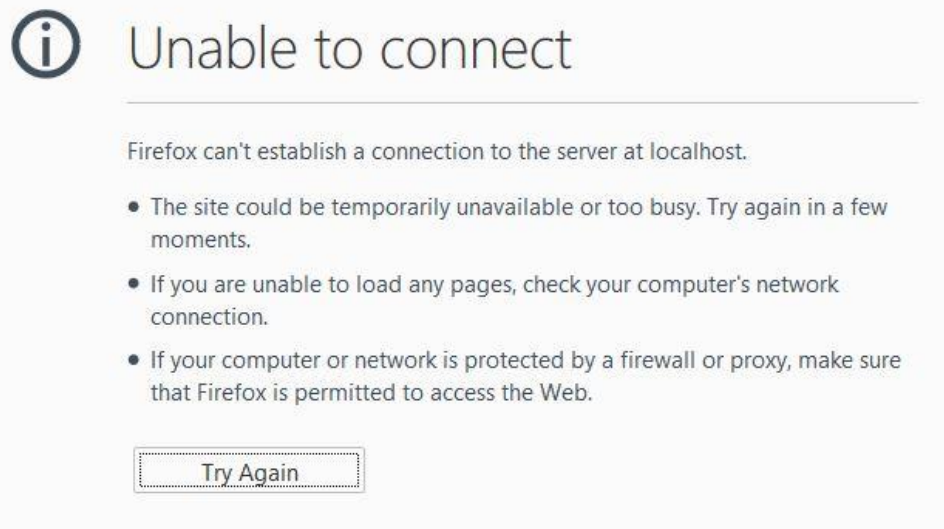 Unable to connect
Firefox can't establish a connection to the server at localhost.
• The site could be temporarily unavailable or too busy. Try again in a few
moments.
• If you are unable to load any pages, check your computer's network
connection.
• If your computer or network is protected by a firewall or proxy, make sure
that Firefox is permitted to access the Web.
Try Again